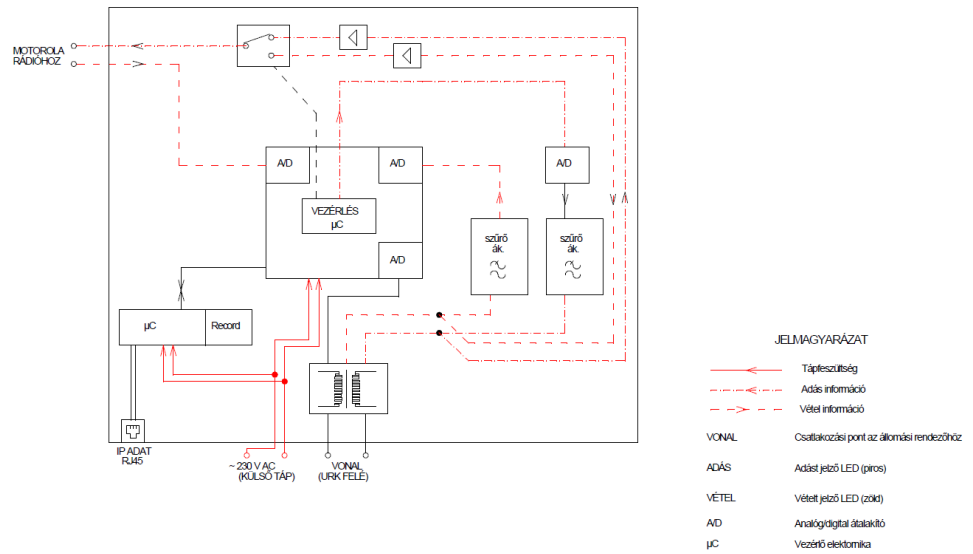 MOTOROLA
RÁDIÓHOZ
A/D
A/D
A/D
VEZÉRLÉS
µC
szűrő
ák.
szűrő
ák.
A/D
µC
Record
IP ADAT
RJ45
~ 230 V AC
(KÜLSŐ TÁP)
VONAL
(URK FELÉ)
JELMAGYARÁZAT
Tápfeszültség
Adás információ
Vétel információ
VONAL Csatlakozási pont az állomási rendezőhöz
ADÁS Adást jelző LED (piros)
VÉTEL Vételt jelző LED (zöld)
A/D Analóg/digital átalakító
µC Vezérlő elektornika